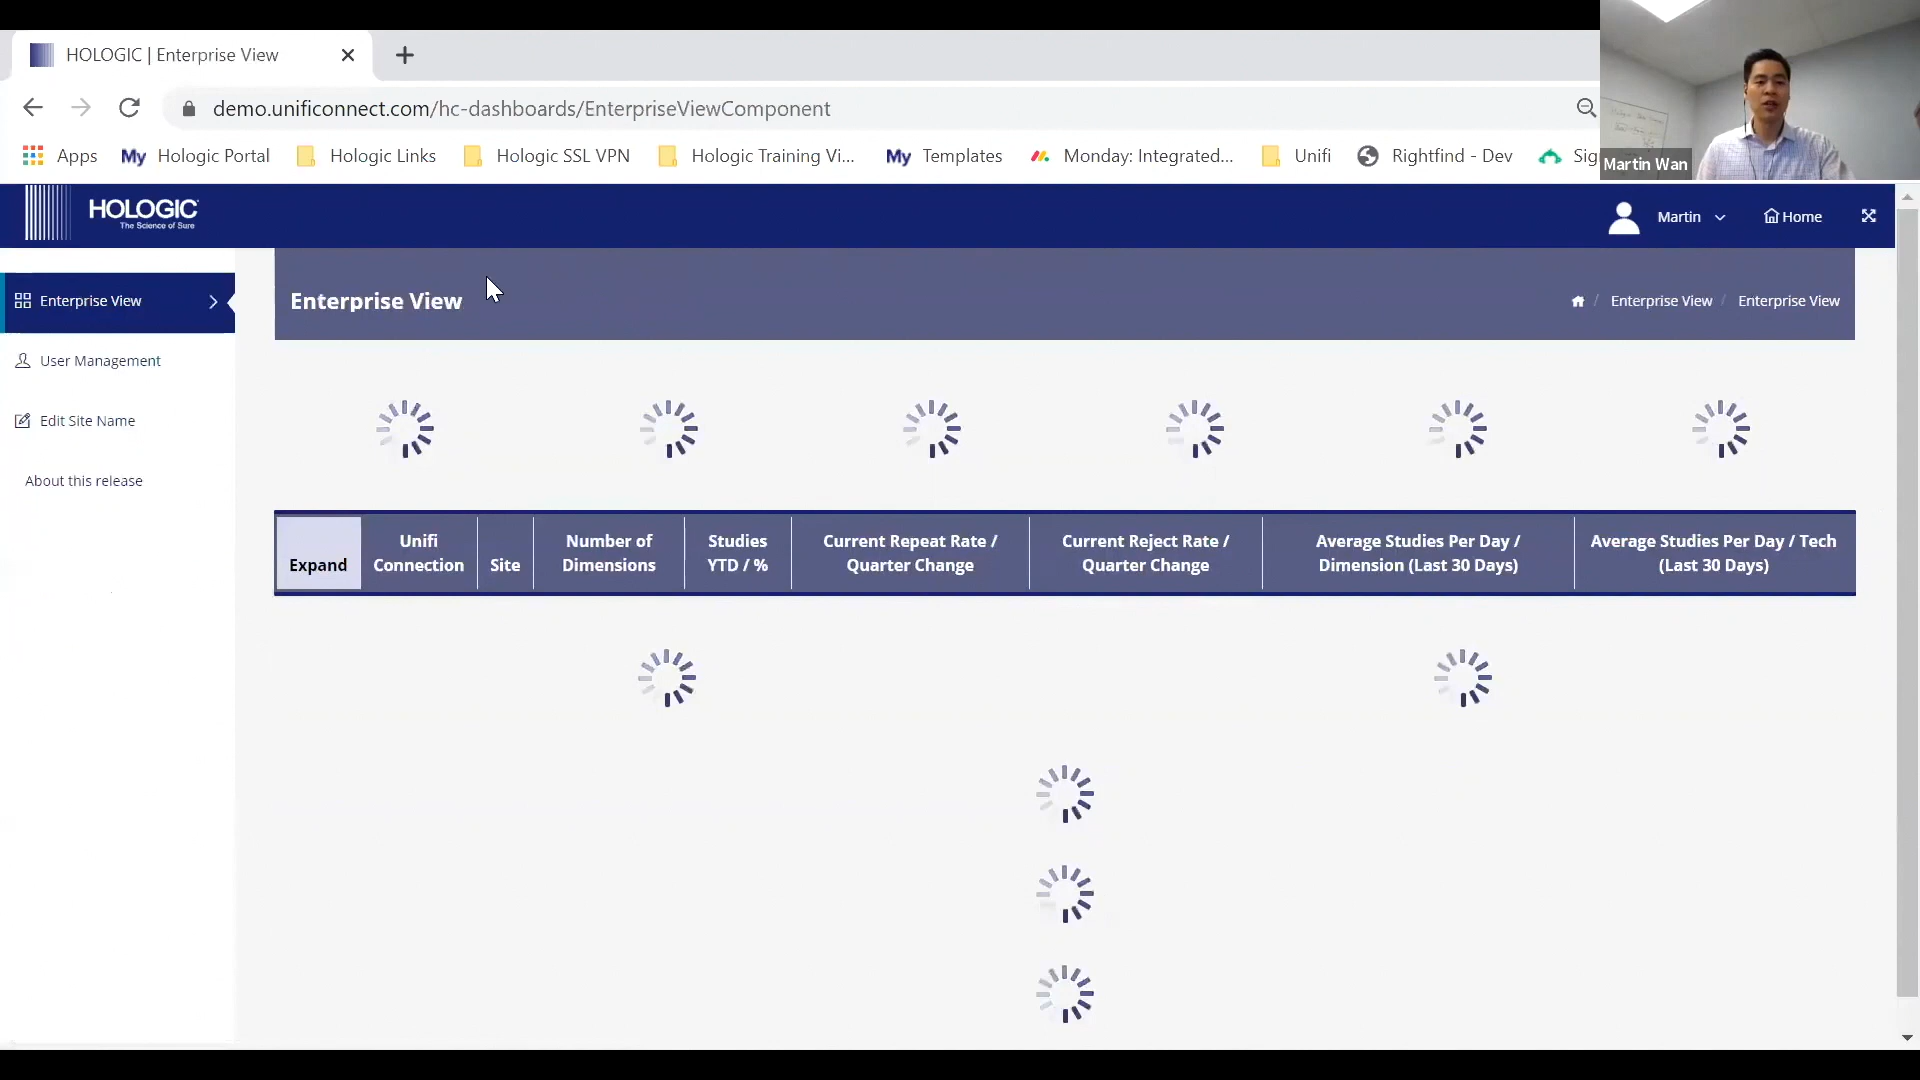 HOLOGIC | Enterprise View
demo.unificonnect.com/hc-dashboards/EnterpriseViewComponent
Apps My Hologic Portal Hologic Links Hologic SSL VPN Hologic Training Vi... My Templates Monday: Integrated... Unifi Rightfind - Dev Sig
Martin Wan
HOLOGIC
The Science of Sure
Martin Home
Enterprise View
User Management
Edit Site Name
About this release
Enterprise View
/ Enterprise View / Enterprise View
Expand
Unifi
Connection
Site
Number of
Dimensions
Studies
YTD / %
Current Repeat Rate /
Quarter Change
Current Reject Rate /
Quarter Change
Average Studies Per Day /
Dimension (Last 30 Days)
Average Studies Per Day / Tech
(Last 30 Days)